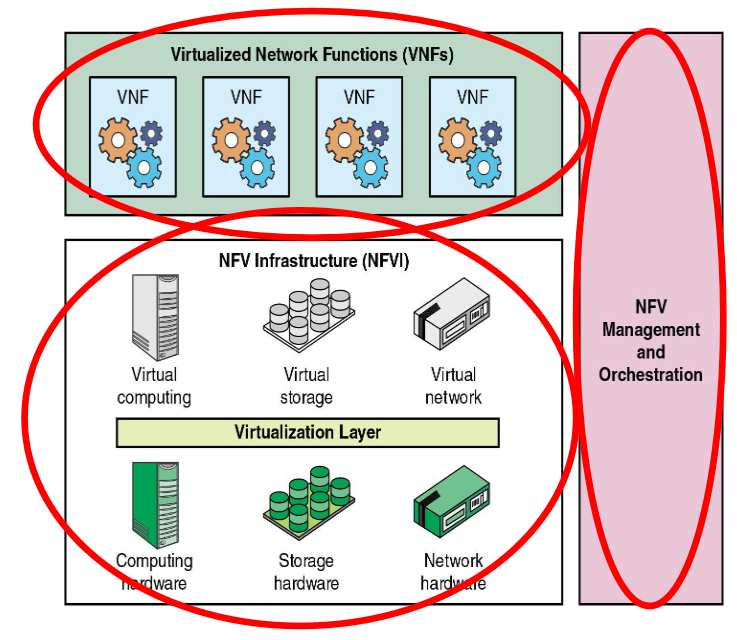 Virtualized Network Functions (VNFs)
VNF VNF VNF VNF
NFV Infrastructure (NFVI)
Virtual computing
Virtual storage
Virtual network
Virtualization Layer
Computing hardware
Storage hardware
Network hardware
NFV
Management
and
Orchestration